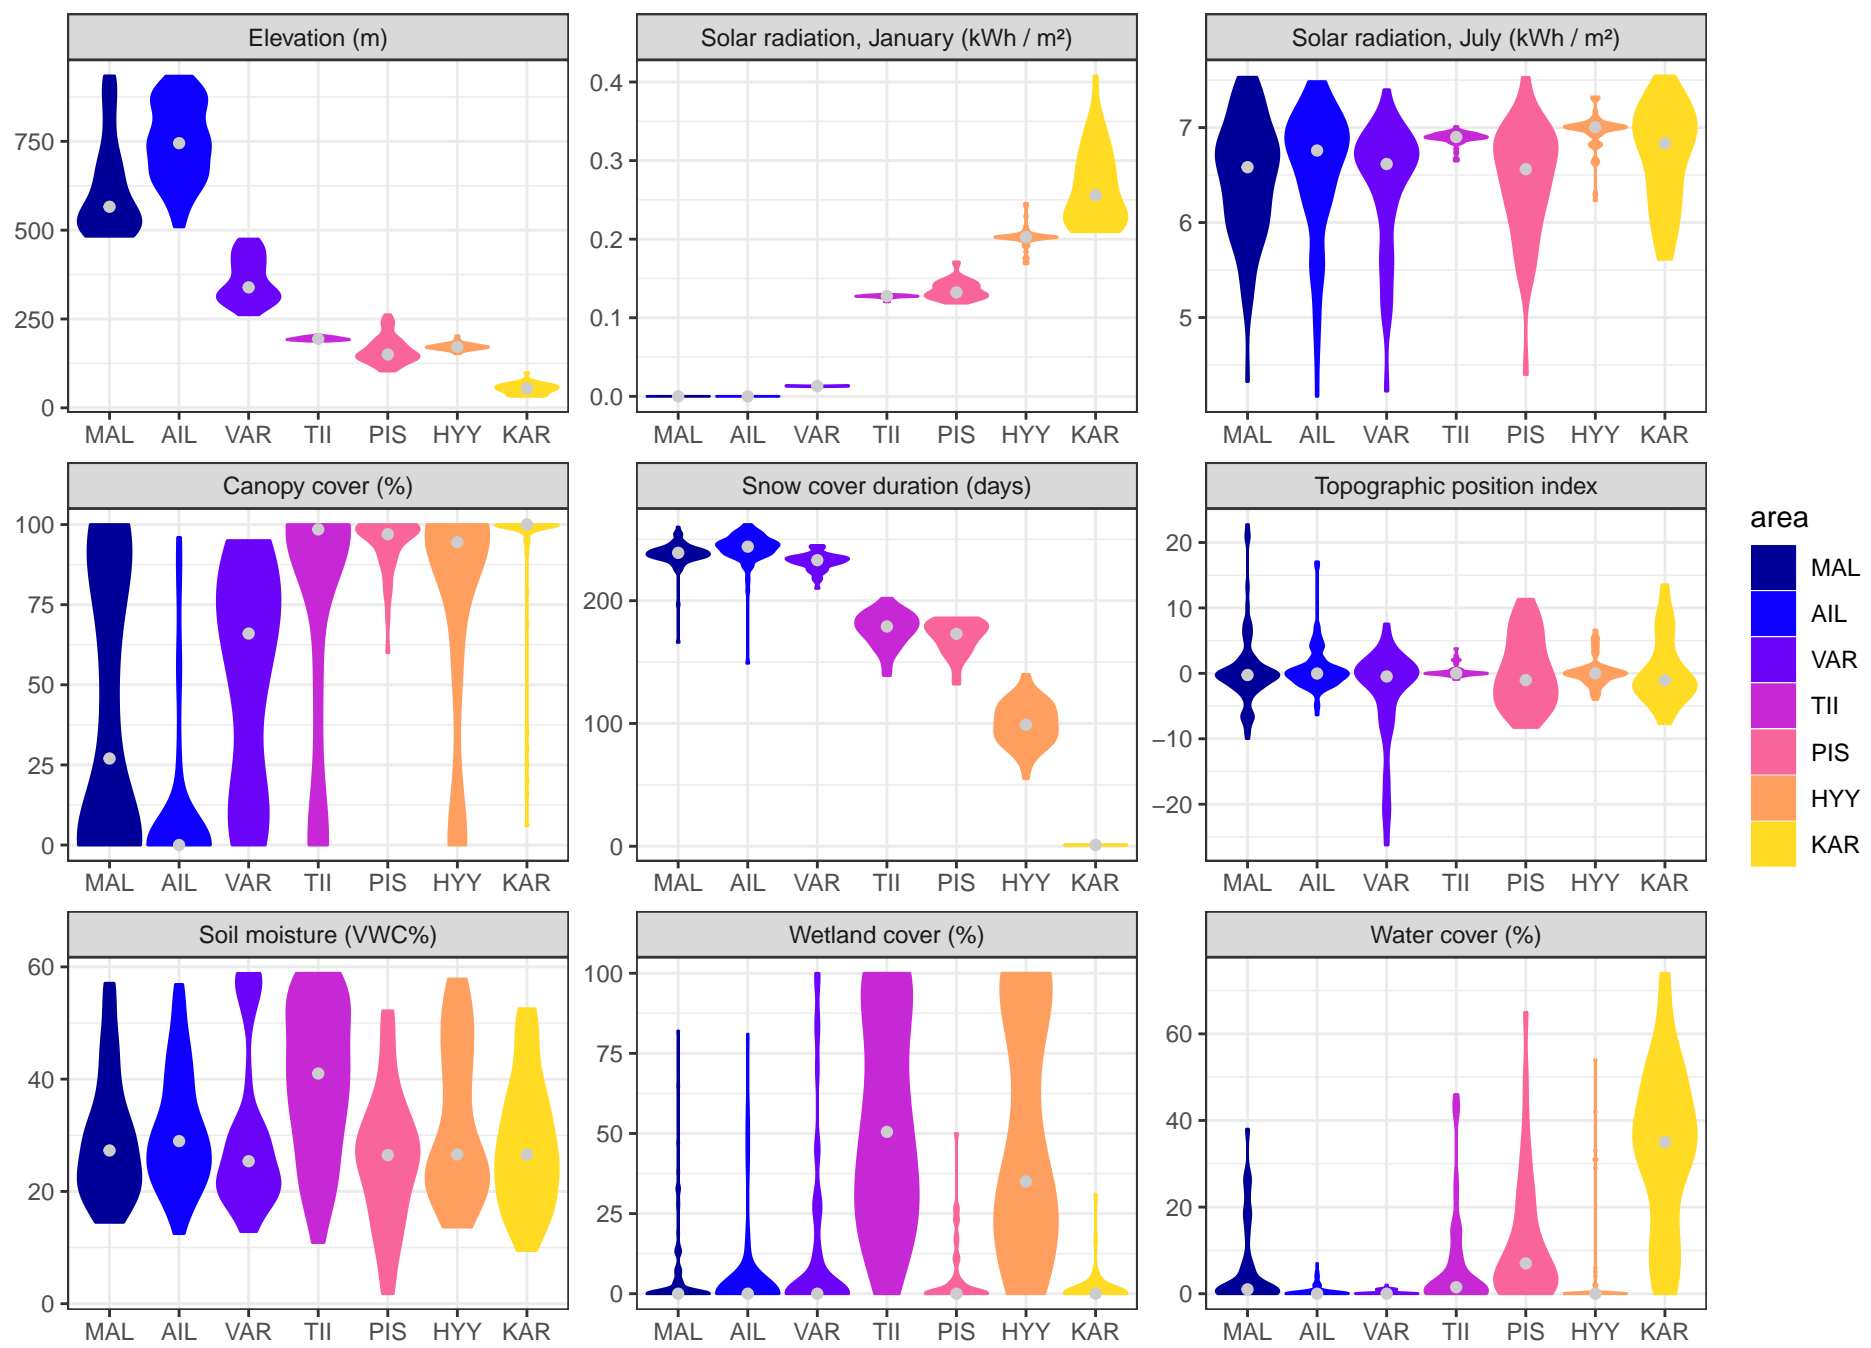 Elevation (m)
Solar radiation, January (kWh / m²)
Solar radiation, July (kWh / m²)
750
500
250
0
0.4
0.3
0.2
0.1
0.0
7
6
5
MAL AIL VAR TII PIS HYY KAR
MAL AIL VAR TII PIS HYY KAR
MAL AIL VAR TII PIS HYY KAR
Canopy cover (%)
Snow cover duration (days)
Topographic position index
100
75
50
25
0
200
100
0
20
10
0
−10
−20
MAL AIL VAR TII PIS HYY KAR
MAL AIL VAR TII PIS HYY KAR
MAL AIL VAR TII PIS HYY KAR
Soil moisture (VWC%)
Wetland cover (%)
Water cover (%)
60
40
20
0
100
75
50
25
0
60
40
20
0
MAL AIL VAR TII PIS HYY KAR
MAL AIL VAR TII PIS HYY KAR
MAL AIL VAR TII PIS HYY KAR
area
MAL
AIL
VAR
TII
PIS
HYY
KAR